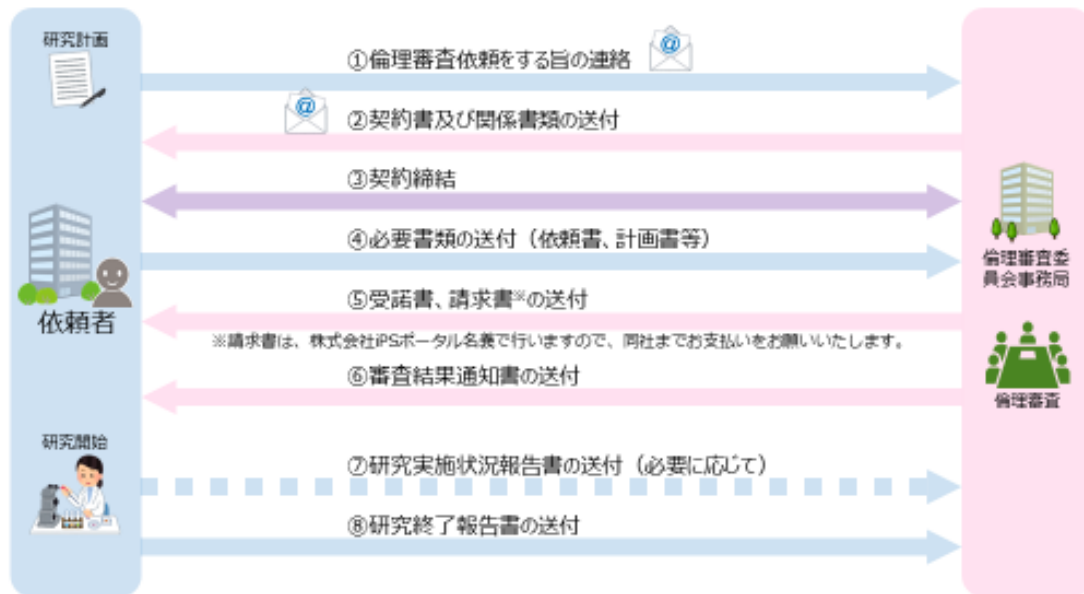 研究計画
①倫理審査依頼をする旨の連絡
@
@
②契約書及び関係書類の送付
③契約締結
④必要書類の送付（依頼書、計画書等）
倫理審査委
員会事務局
依頼者
⑤受諾書、請求書※の送付
※請求書は、株式会社iPSポータル名義で行いますので、同社までお支払いをお願いいたします。
⑥審査結果通知書の送付
倫理審査
研究開始
⑦研究実施状況報告書の送付（必要に応じて）
⑧研究終了報告書の送付